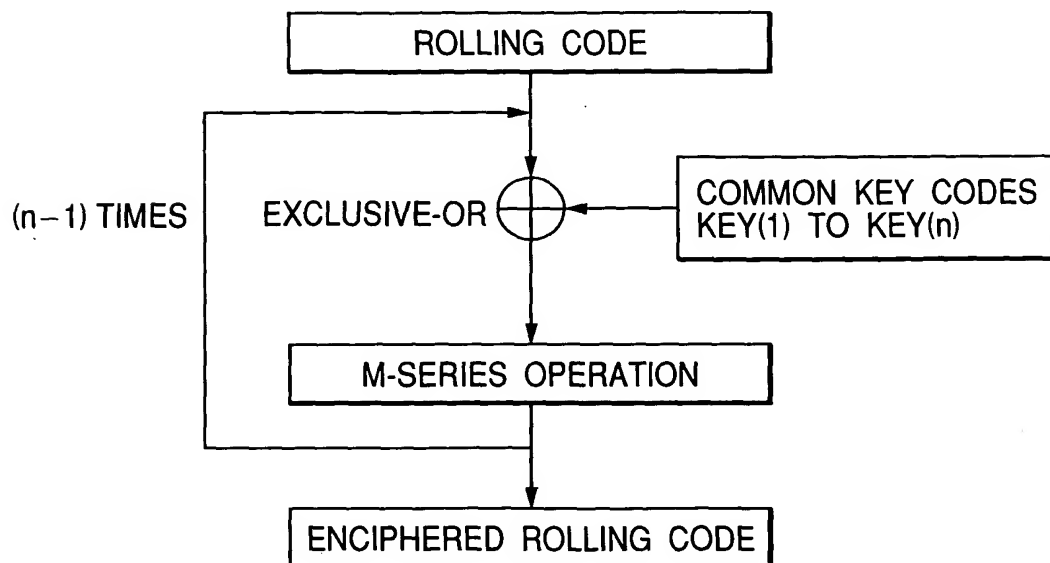 ROLLING CODE
(n−1) TIMES
EXCLUSIVE-OR
COMMON KEY CODES
KEY(1) TO KEY(n)
M-SERIES OPERATION
ENCIPHERED ROLLING CODE